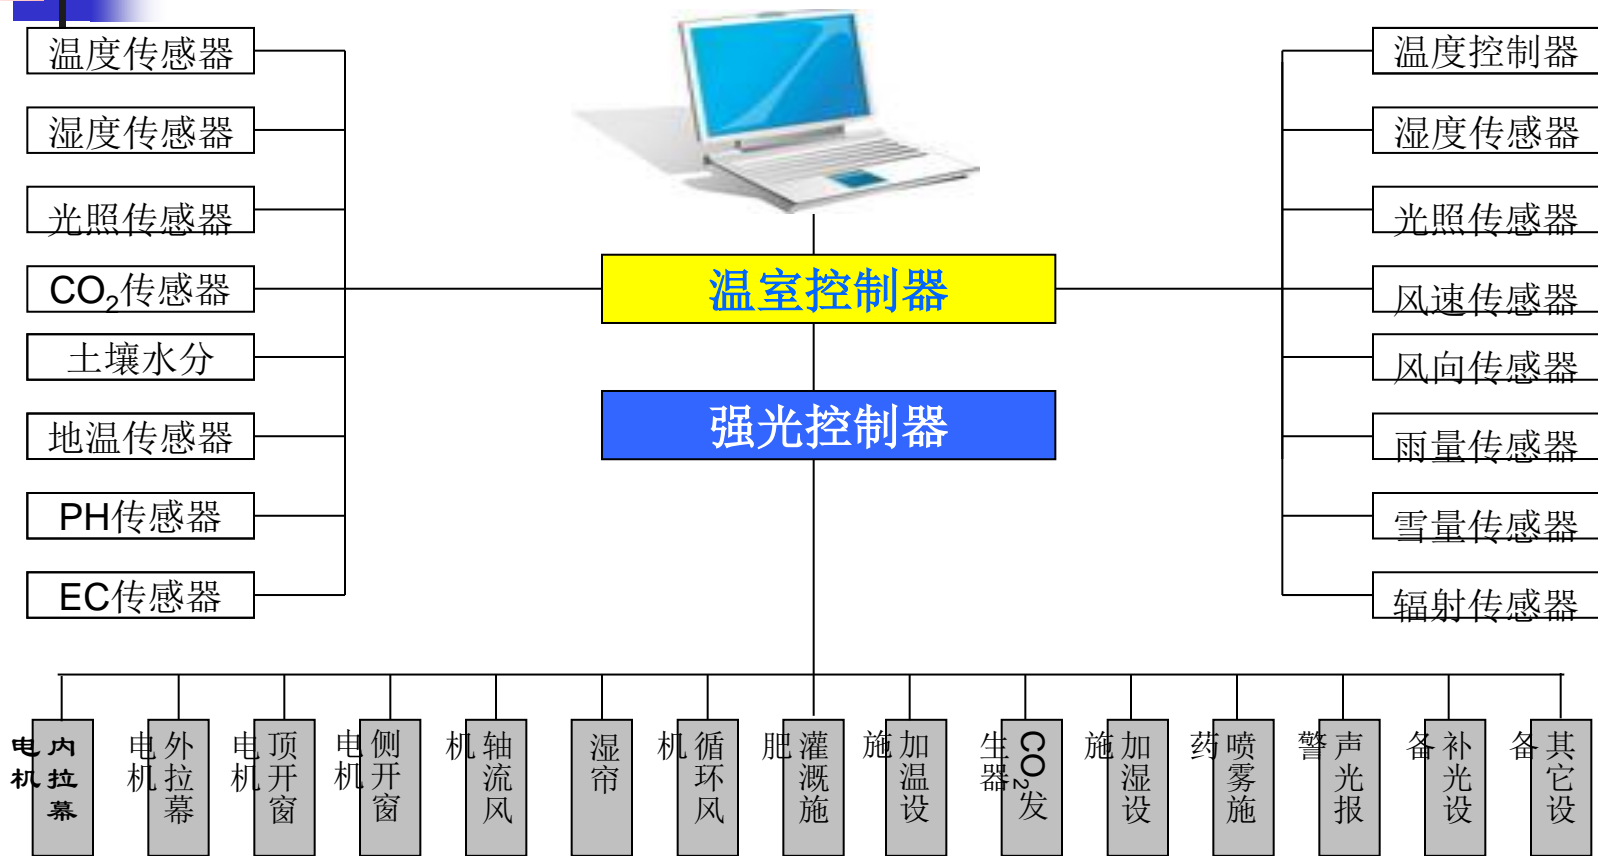 温度传感器
湿度传感器
光照传感器
CO₂传感器
土壤水分
地温传感器
PH传感器
EC传感器
温室控制器
强光控制器
温度控制器
湿度传感器
光照传感器
风速传感器
风向传感器
雨量传感器
雪量传感器
辐射传感器
内拉幕
电机
外拉幕
电机
顶开窗
电机
侧开窗
电机
轴流风
机
湿帘
循环风
机
灌溉施
肥
加温设
施
CO₂发
生器
加湿设
施
喷雾施
药
声光报
警
补光设
备
其它设
备